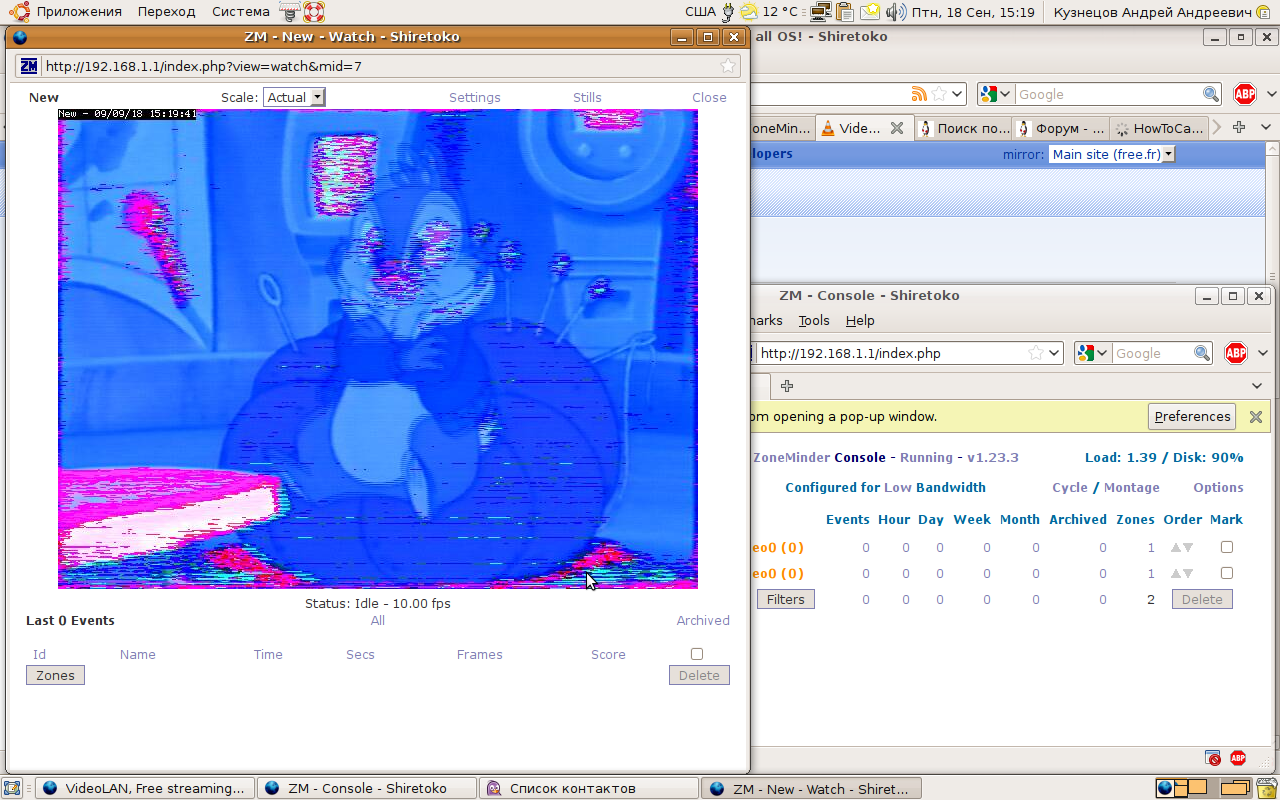 Приложения Переход Система США 12 °C Птн, 18 Сен, 15:19 Кузнецов Андрей Андреевич
ZM - New - Watch - Shiretoko
all OS! - Shiretoko
ZM http://192.168.1.1/index.php?view=watch&mid=7
New Scale: Actual Settings Stills Close
Google ABP
New - 09/09/18 15:19:41
oneMin... Vide... Поиск по... Форум - ... HowToCa...
lopers mirror: Main site (free.fr)
ZM - Console - Shiretoko
arks Tools Help
http://192.168.1.1/index.php Google ABP
om opening a pop-up window. Preferences
ZoneMinder Console - Running - v1.23.3 Load: 1.39 / Disk: 90%
Configured for Low Bandwidth Cycle / Montage Options
Events Hour Day Week Month Archived Zones Order Mark
eo0 (0) 0 0 0 0 0 0 1
eo0 (0) 0 0 0 0 0 0 1
Filters 0 0 0 0 0 0 2 Delete
Status: Idle - 10.00 fps
Last 0 Events All Archived
Id Name Time Secs Frames Score
Zones Delete
ABP
VideoLAN, Free streaming... ZM - Console - Shiretoko Список контактов ZM - New - Watch - Shiret...